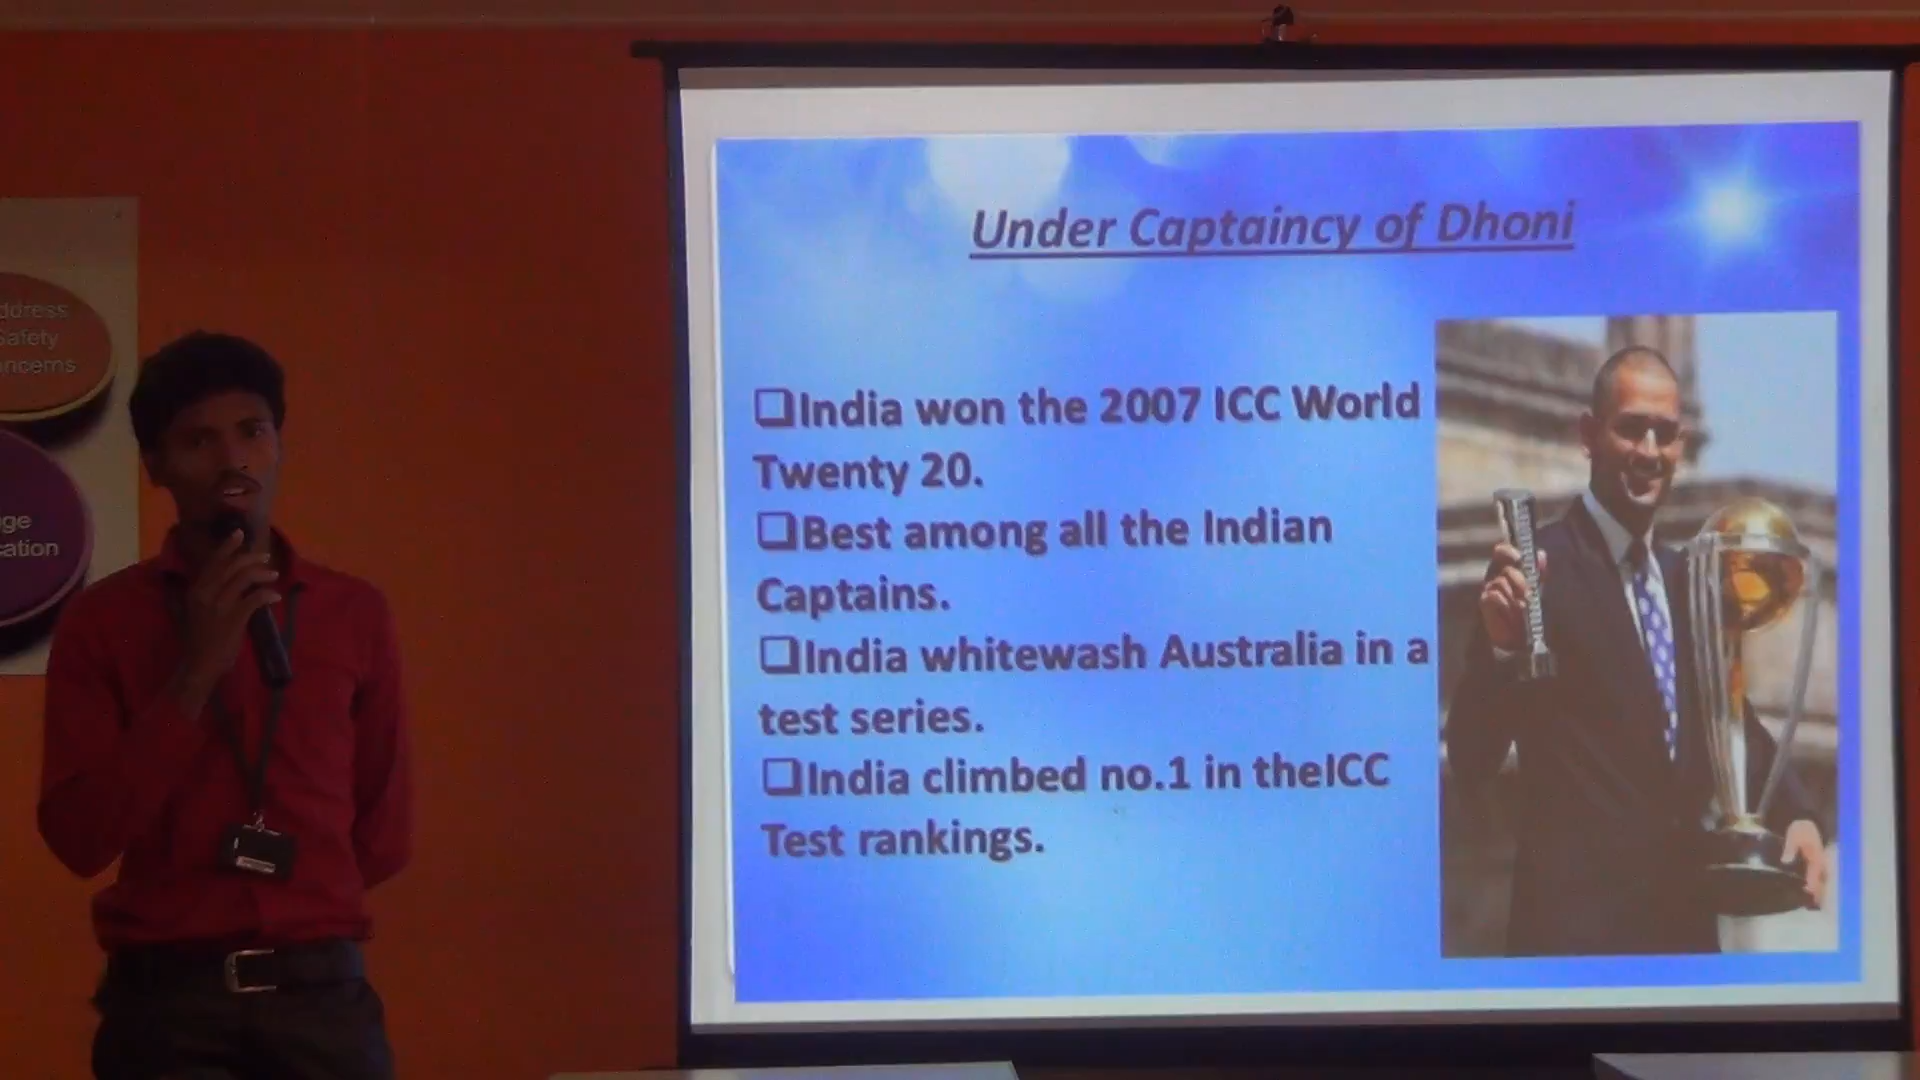 Under Captaincy of Dhoni
❑India won the 2007 ICC World
Twenty 20.
❑Best among all the Indian
Captains.
❑India whitewash Australia in a
test series.
❑India climbed no.1 in theICC
Test rankings.
Safety